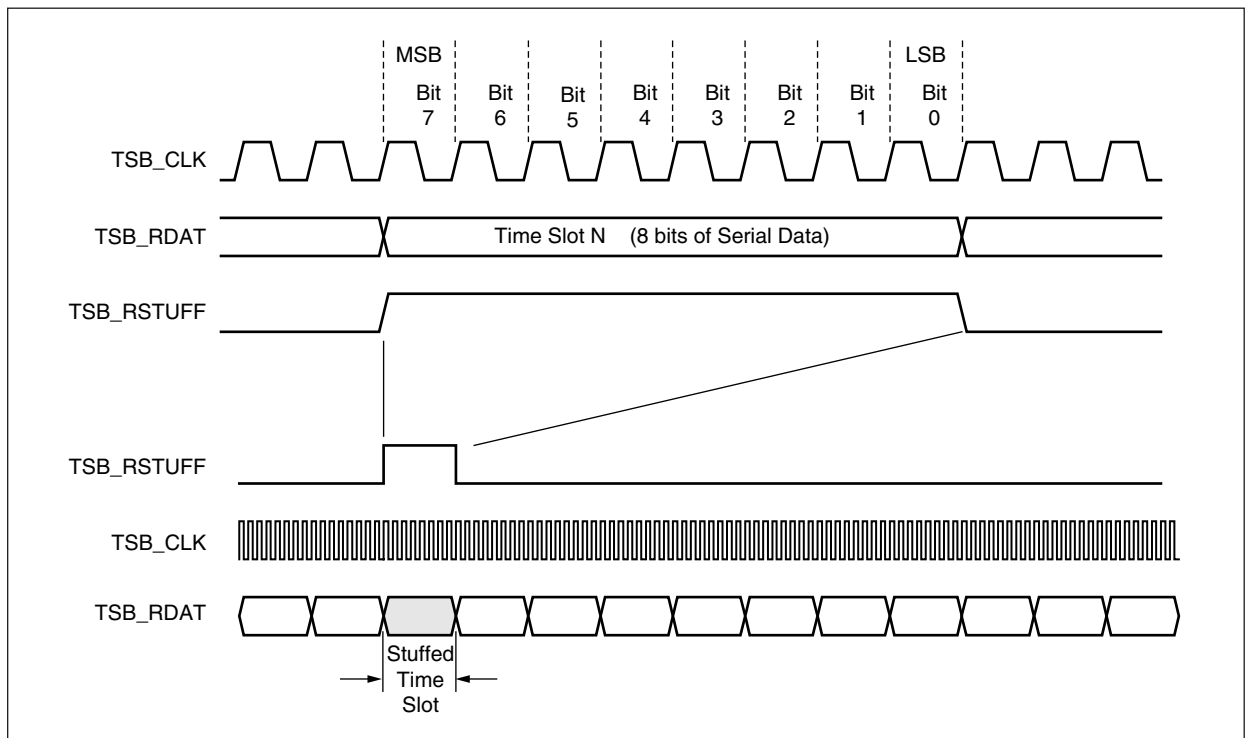 MSB LSB
Bit Bit Bit Bit Bit Bit Bit Bit
7 6 5 4 3 2 1 0
TSB_CLK
TSB_RDAT Time Slot N (8 bits of Serial Data)
TSB_RSTUFF
TSB_RSTUFF
TSB_CLK
TSB_RDAT
Stuffed
Time
Slot